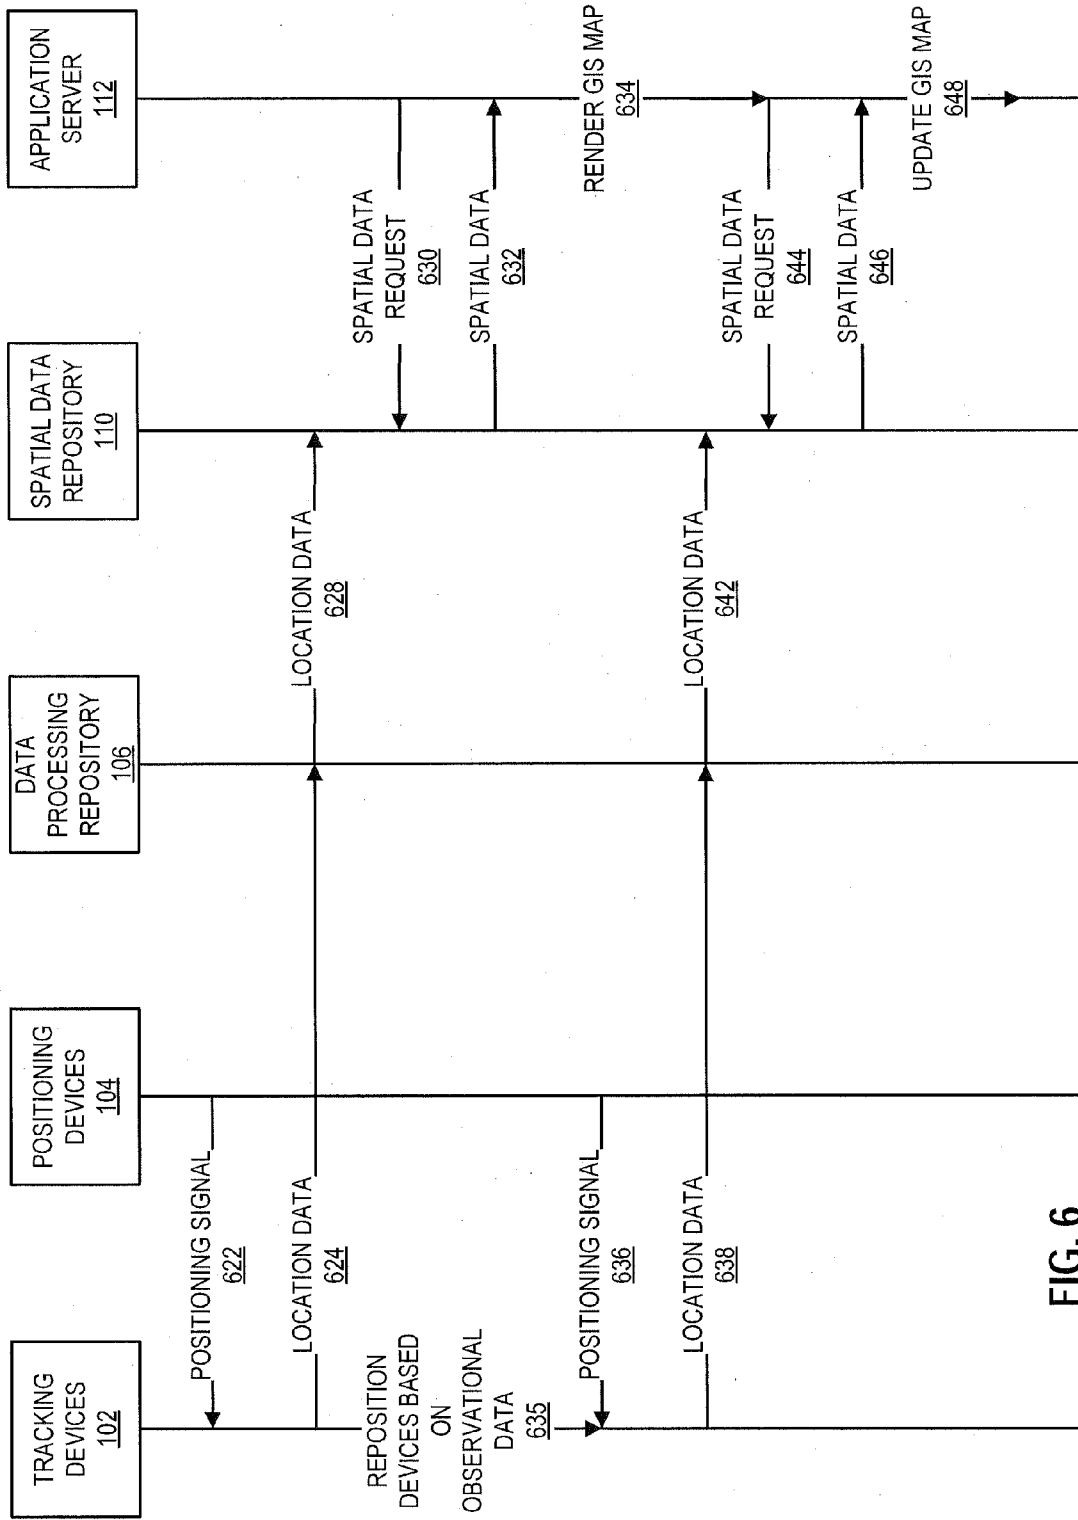 TRACKING
DEVICES
102
POSITIONING
DEVICES
104
DATA
PROCESSING
REPOSITORY
106
SPATIAL DATA
REPOSITORY
110
APPLICATION
SERVER
112
POSITIONING SIGNAL
622
LOCATION DATA
624
LOCATION DATA
628
SPATIAL DATA
REQUEST
630
SPATIAL DATA
632
RENDER GIS MAP
634
REPOSITION
DEVICES BASED
ON
OBSERVATIONAL
DATA
635
POSITIONING SIGNAL
636
LOCATION DATA
638
LOCATION DATA
642
SPATIAL DATA
REQUEST
644
SPATIAL DATA
646
UPDATE GIS MAP
648
FIG. 6